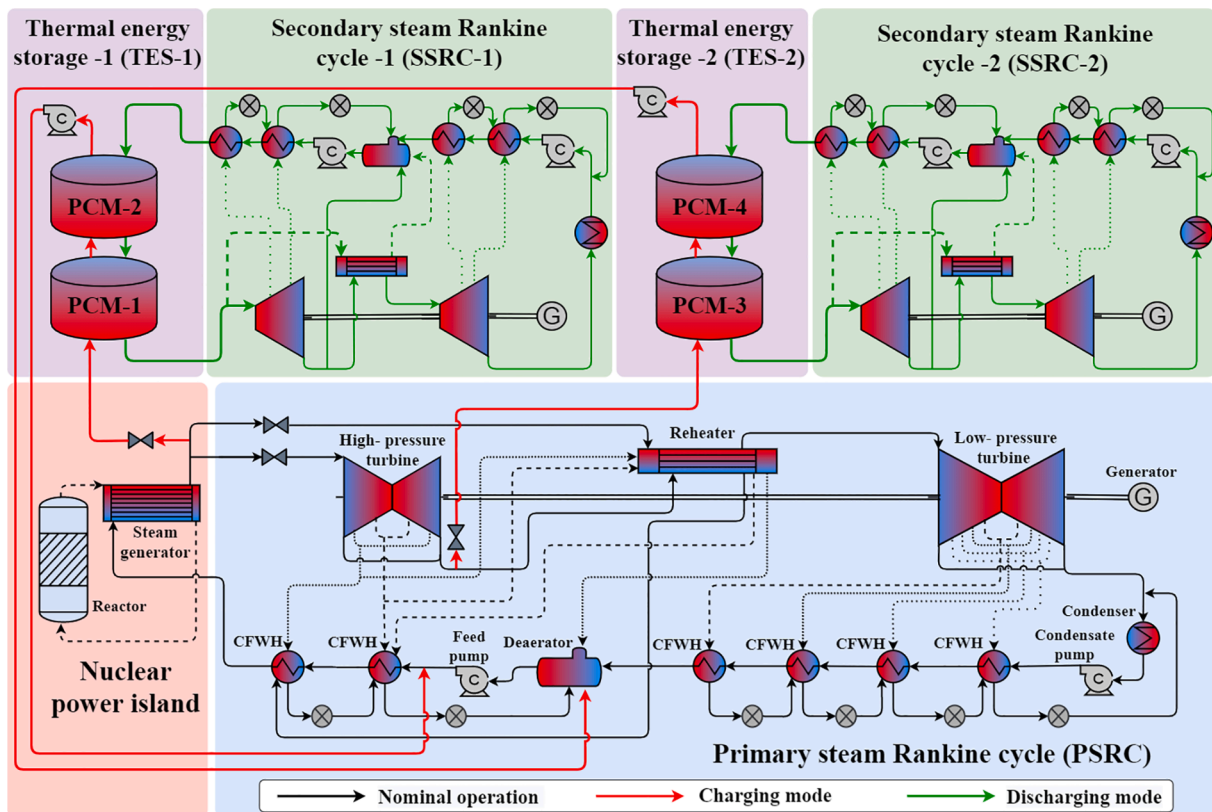 Thermal energy
storage -1 (TES-1)
Secondary steam Rankine
cycle -1 (SSRC-1)
Thermal energy
storage -2 (TES-2)
Secondary steam Rankine
cycle -2 (SSRC-2)
C
C
C
C
C
C
PCM-2
PCM-1
PCM-4
PCM-3
G
G
High- pressure
turbine
Reheater
Low- pressure
turbine
Generator
G
Steam
generator
Reactor
Nuclear
power island
CFWH
CFWH
Feed
pump
C
Deaerator
CFWH
CFWH
CFWH
CFWH
Condenser
Condensate
pump
C
Primary steam Rankine cycle (PSRC)
Nominal operation
Charging mode
Discharging mode